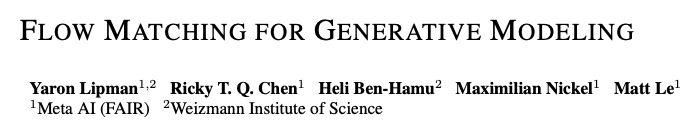 FLOW MATCHING FOR GENERATIVE MODELING
Yaron Lipman1,2 Ricky T. Q. Chen1 Heli Ben-Hamu2 Maximilian Nickel1 Matt Le1
1Meta AI (FAIR) 2Weizmann Institute of Science